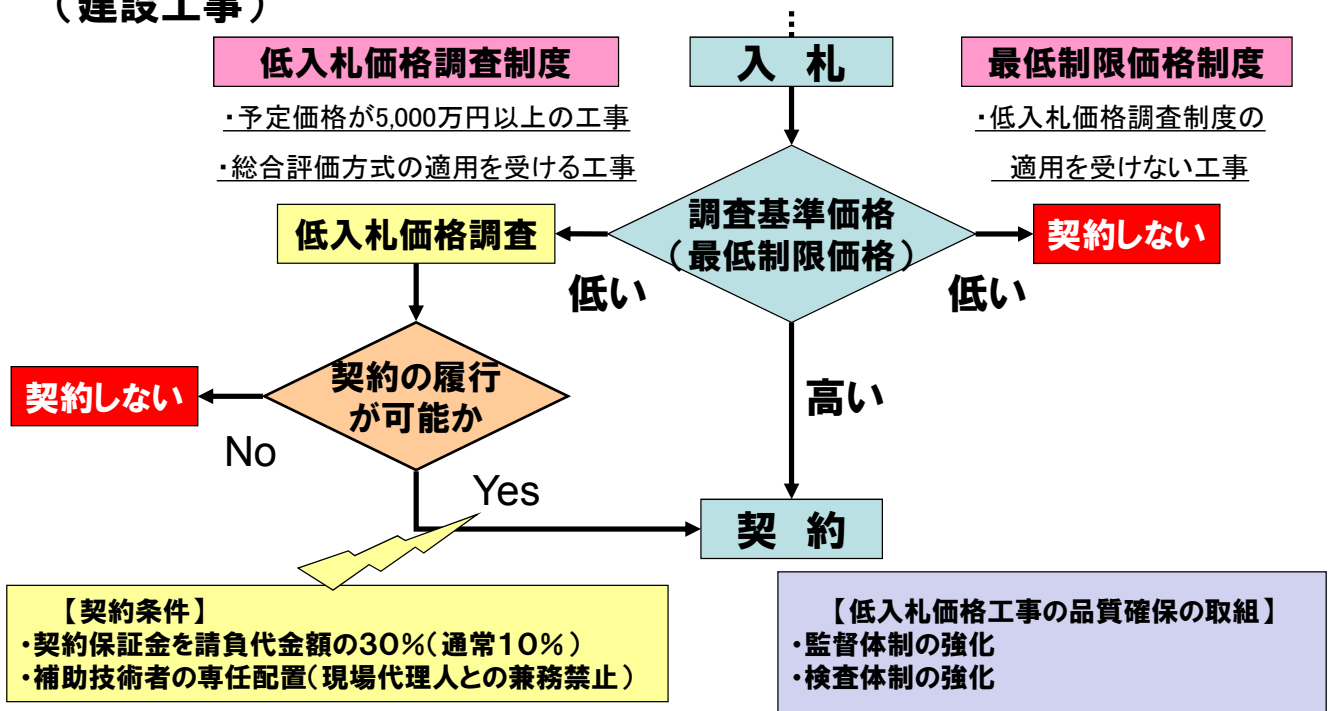 （建設工事）
低入札価格調査制度
入 札
最低制限価格制度
・予定価格が5,000万円以上の工事
・総合評価方式の適用を受ける工事
・低入札価格調査制度の
適用を受けない工事
調査基準価格
（最低制限価格）
低入札価格調査
契約しない
低い
低い
契約の履行
が可能か
契約しない
高い
No
Yes
契 約
【契約条件】
・契約保証金を請負代金額の３０％（通常１０％）
・補助技術者の専任配置（現場代理人との兼務禁止）
【低入札価格工事の品質確保の取組】
・監督体制の強化
・検査体制の強化